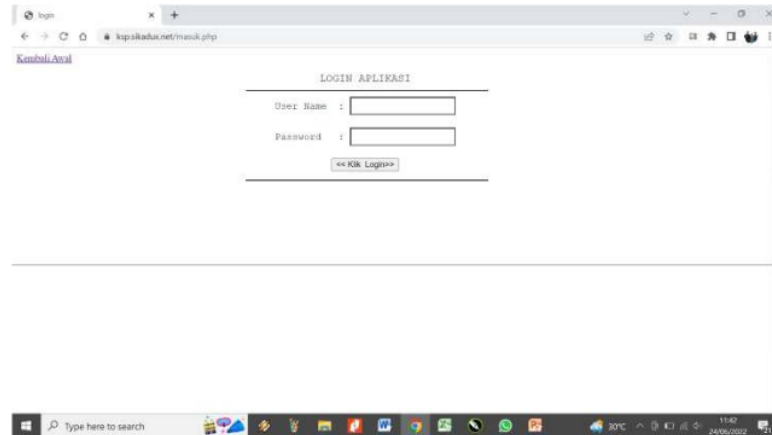 login
ksp.sikadus.net/masuk.php
Kembali Awal
LOGIN APLIKASI
User Name :
Password :
<< Klik Login>>
Type here to search
30°C
11:42
24/06/2022